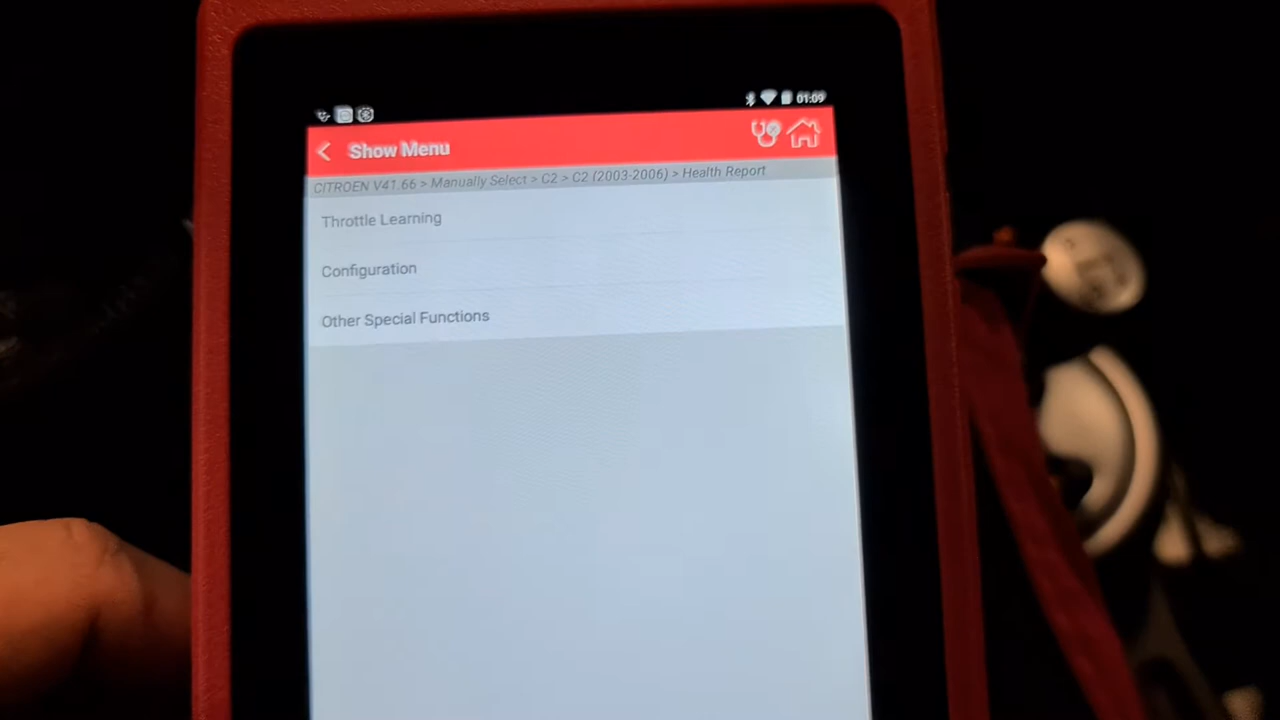 01:09
Show Menu
CITROEN V41.66 > Manually Select > C2 > C2 (2003-2006) > Health Report
Throttle Learning
Configuration
Other Special Functions